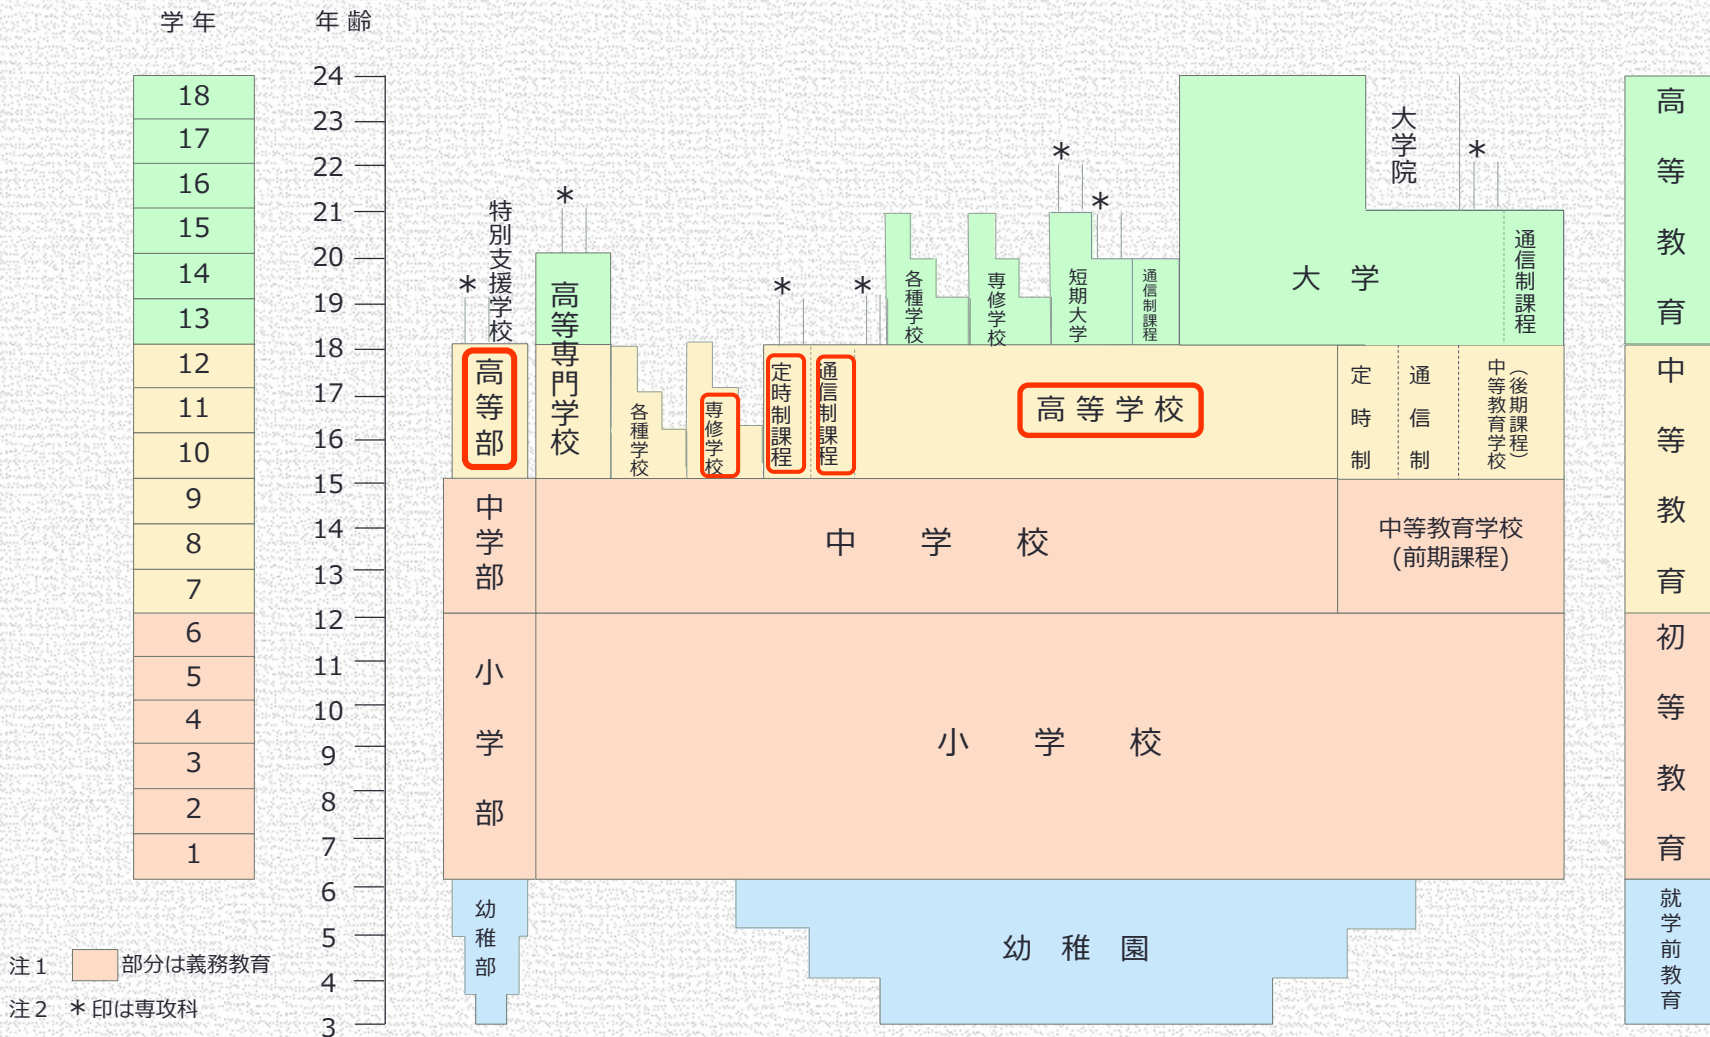 学年
年齢
18
17
16
15
14
13
12
11
10
9
8
7
6
5
4
3
2
1
24
23
22
21
20
19
18
17
16
15
14
13
12
11
10
9
8
7
6
5
4
3
特別支援学校
*
高等部
中学部
小学部
幼稚部
*
高等専門学校
各種学校
専修学校
*
定時制課程
通信制課程
*
高等学校
各種学校
専修学校
*
短期大学
*
通信制課程
大学
大学院
*
通信制課程
定時制
通信制
中等教育学校
(後期課程)
中学校
中等教育学校
(前期課程)
小学校
幼稚園
高等教育
中等教育
初等教育
就学前教育
注1 部分は義務教育
注2 *印は専攻科